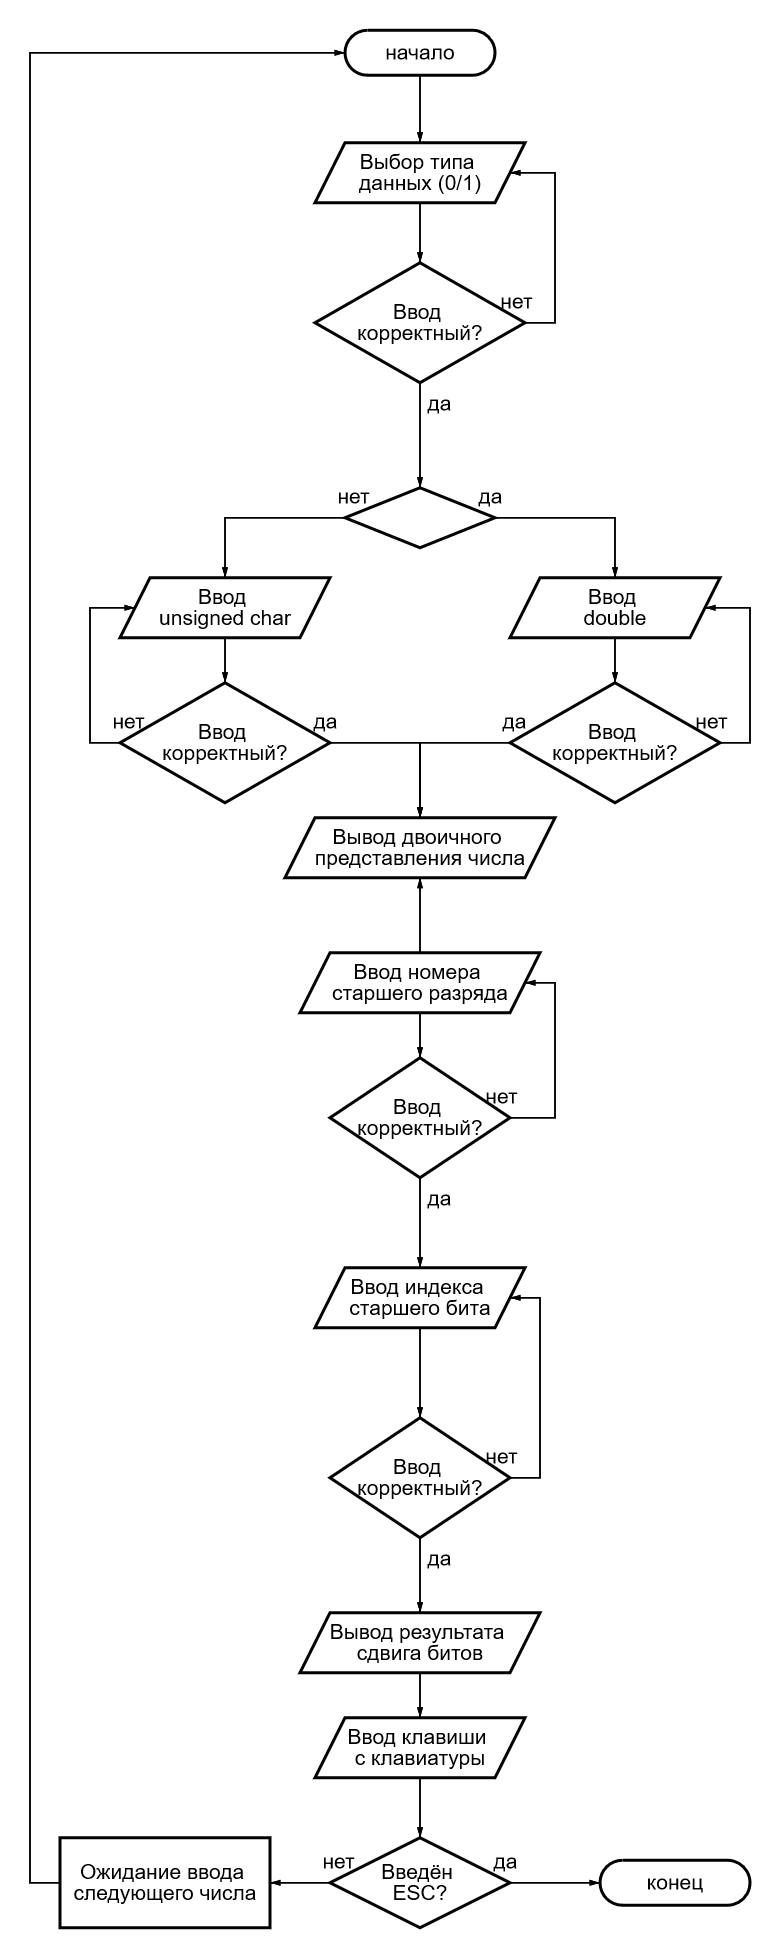 начало
Выбор типа
данных (0/1)
Ввод
корректный?
нет
да
нет
да
Ввод
unsigned char
Ввод
double
Ввод
корректный?
нет
да
Ввод
корректный?
да
нет
Вывод двоичного
представления числа
Ввод номера
старшего разряда
Ввод
корректный?
нет
да
Ввод индекса
старшего бита
Ввод
корректный?
нет
да
Вывод результата
сдвига битов
Ввод клавиши
с клавиатуры
Введён
ESC?
нет
да
Ожидание ввода
следующего числа
конец